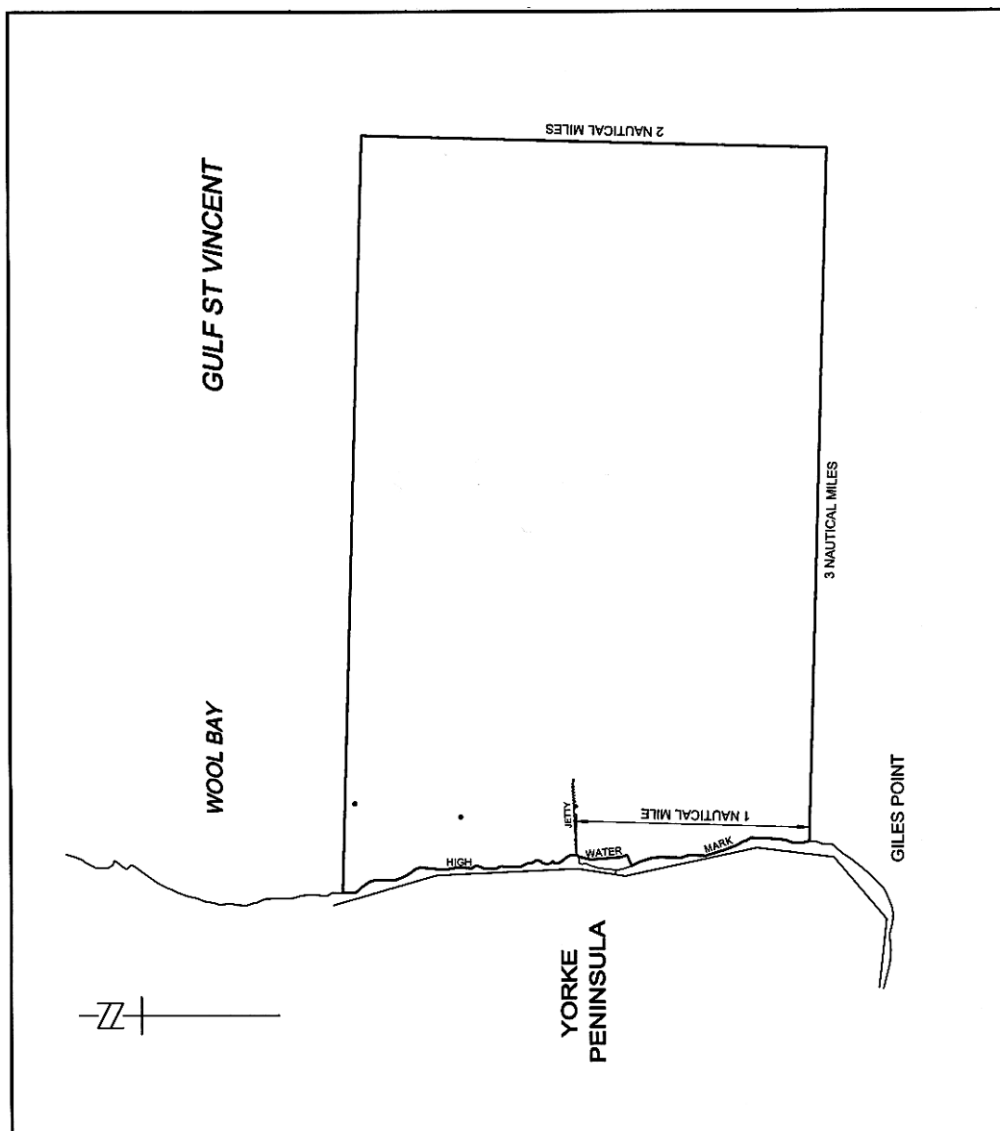 2 NAUTICAL MILES
GULF ST VINCENT
3 NAUTICAL MILES
WOOL BAY
JETTY
1 NAUTICAL MILE
HIGH
WATER
MARK
GILES POINT
YORKE
PENINSULA
N